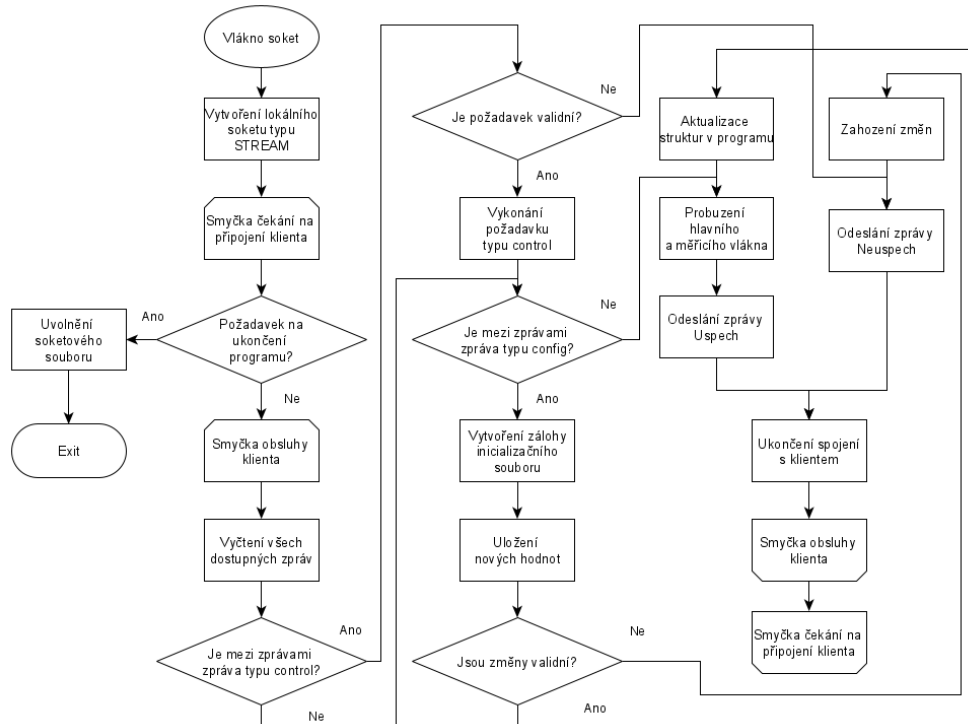 Vlákno soket
Vytvoření lokálního
soketu typu
STREAM
Smyčka čekání na
připojení klienta
Požadavek na
ukončení
programu?
Ano
Uvolnění
soketového
souboru
Exit
Ne
Smyčka obsluhy
klienta
Vyčtení všech
dostupných zpráv
Je mezi zprávami
zpráva typu control?
Ano
Ne
Je požadavek validní?
Ne
Ano
Vykonání
požadavku
typu control
Je mezi zprávami
zpráva typu config?
Ne
Ano
Vytvoření zálohy
inicializačního
souboru
Uložení
nových hodnot
Jsou změny validní?
Ne
Ano
Aktualizace
struktur v programu
Probuzení
hlavního
a měřicího vlákna
Odeslání zprávy
Uspech
Zahození změn
Odeslání zprávy
Neuspech
Ukončení spojení
s klientem
Smyčka obsluhy
klienta
Smyčka čekání na
připojení klienta